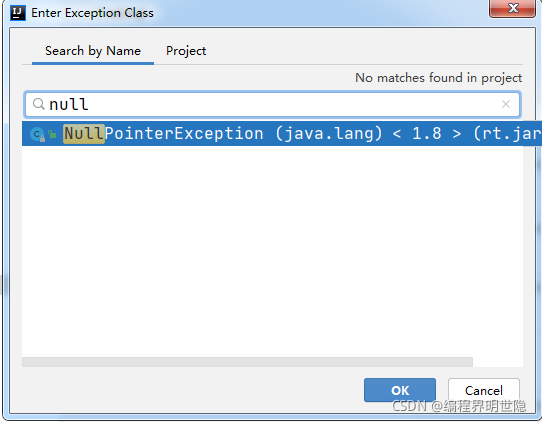 Enter Exception Class
Search by Name Project
No matches found in project
null
NullPointerException (java.lang) < 1.8 > (rt.jar
OK Cancel
CSDN @编程界明世隐